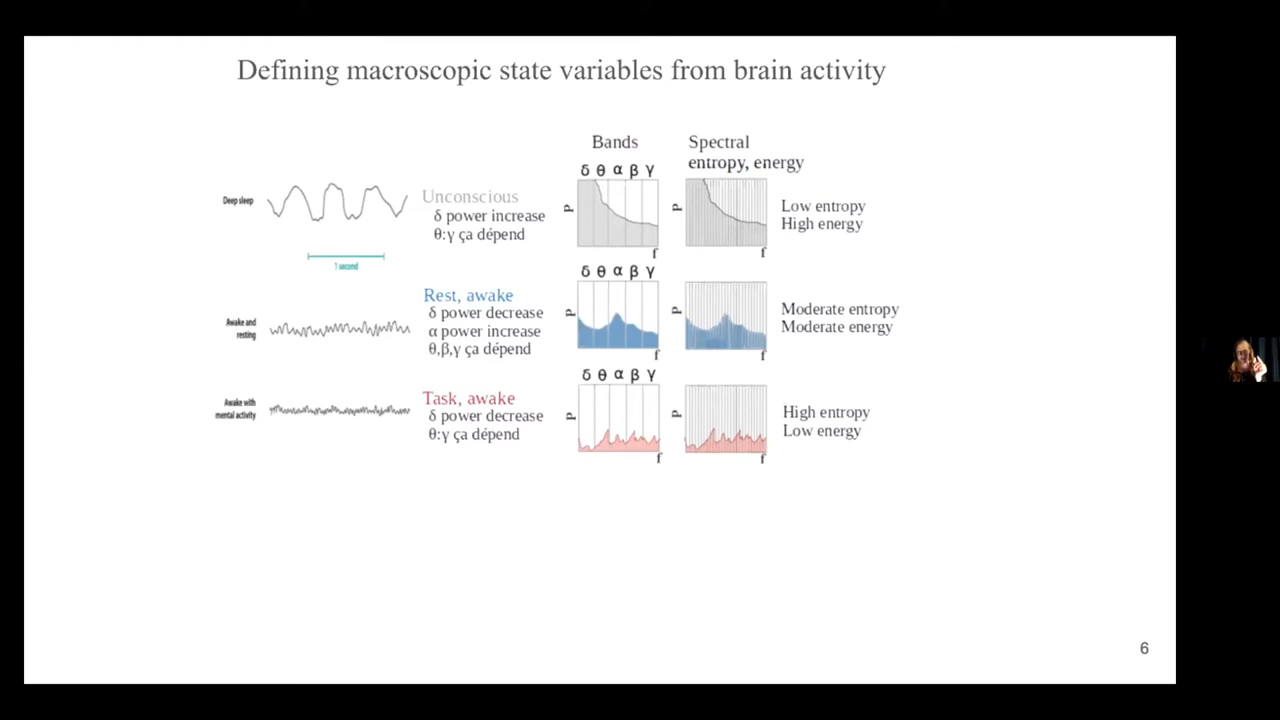 Defining macroscopic state variables from brain activity
Bands
Spectral
entropy, energy
δ θ α β γ
Deep sleep
Unconscious
δ power increase
θ:γ ça dépend
P
f
P
f
Low entropy
High energy
1 second
δ θ α β γ
Awake and
resting
Rest, awake
δ power decrease
α power increase
θ,β,γ ça dépend
P
f
P
f
Moderate entropy
Moderate energy
δ θ α β γ
Awake with
mental activity
Task, awake
δ power decrease
θ:γ ça dépend
P
f
P
f
High entropy
Low energy
6